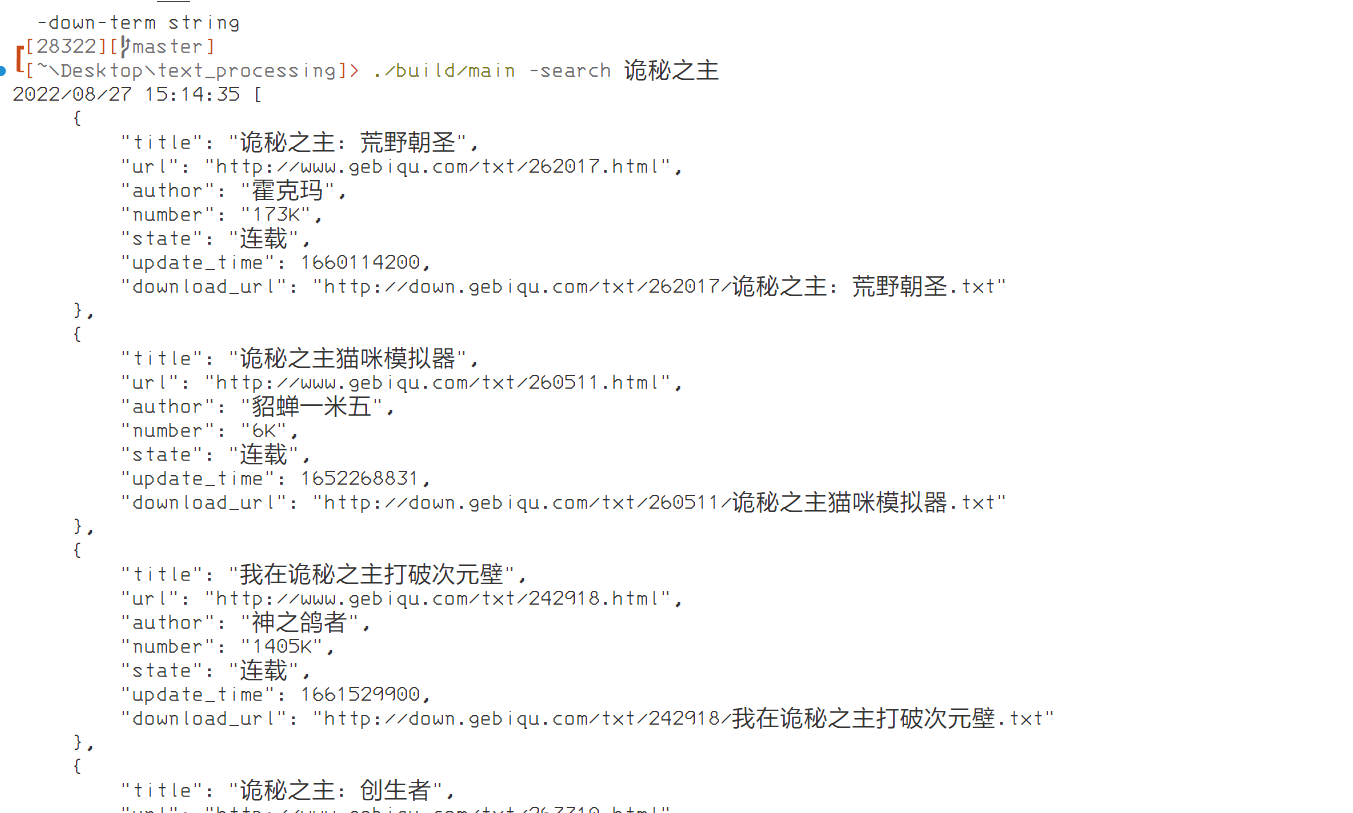 -down-term string
[28322][master]
[~\Desktop\text_processing]> ./build/main -search 诡秘之主
2022/08/27 15:14:35 [
{
"title": "诡秘之主：荒野朝圣",
"url": "http://www.gebiqu.com/txt/262017.html",
"author": "霍克玛",
"number": "173K",
"state": "连载",
"update_time": 1660114200,
"download_url": "http://down.gebiqu.com/txt/262017/诡秘之主：荒野朝圣.txt"
},
{
"title": "诡秘之主猫咪模拟器",
"url": "http://www.gebiqu.com/txt/260511.html",
"author": "貂蝉一米五",
"number": "6K",
"state": "连载",
"update_time": 1652268831,
"download_url": "http://down.gebiqu.com/txt/260511/诡秘之主猫咪模拟器.txt"
},
{
"title": "我在诡秘之主打破次元壁",
"url": "http://www.gebiqu.com/txt/242918.html",
"author": "神之鸽者",
"number": "1405K",
"state": "连载",
"update_time": 1661529900,
"download_url": "http://down.gebiqu.com/txt/242918/我在诡秘之主打破次元壁.txt"
},
{
"title": "诡秘之主：创生者",